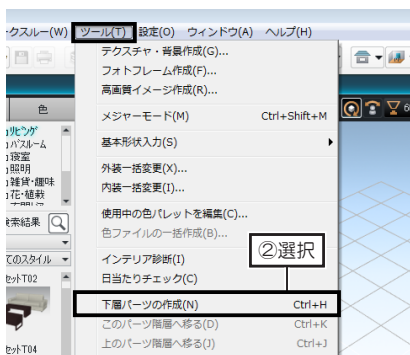 ークスルー(W) ツール(T) 設定(O) ウィンドウ(A) ヘルプ(H)
テクスチャ・背景作成(G)...
フォトフレーム作成(F)...
高画質イメージ作成(R)...
メジャーモード(M) Ctrl+Shift+M
基本形状入力(S)
外装一括変更(X)...
内装一括変更(I)...
使用中の色パレットを編集(C)...
色ファイルの一括作成(B)...
インテリア診断(I)
日当たりチェック(C)
下層パーツの作成(N) Ctrl+H
このパーツ階層へ移る(D) Ctrl+K
上のパーツ階層へ移る(J) Ctrl+J
②選択
色
リビング
バスルーム
寝室
照明
雑貨・趣味
花・植栽
検索結果
てのスタイル
セットT02
セットT04